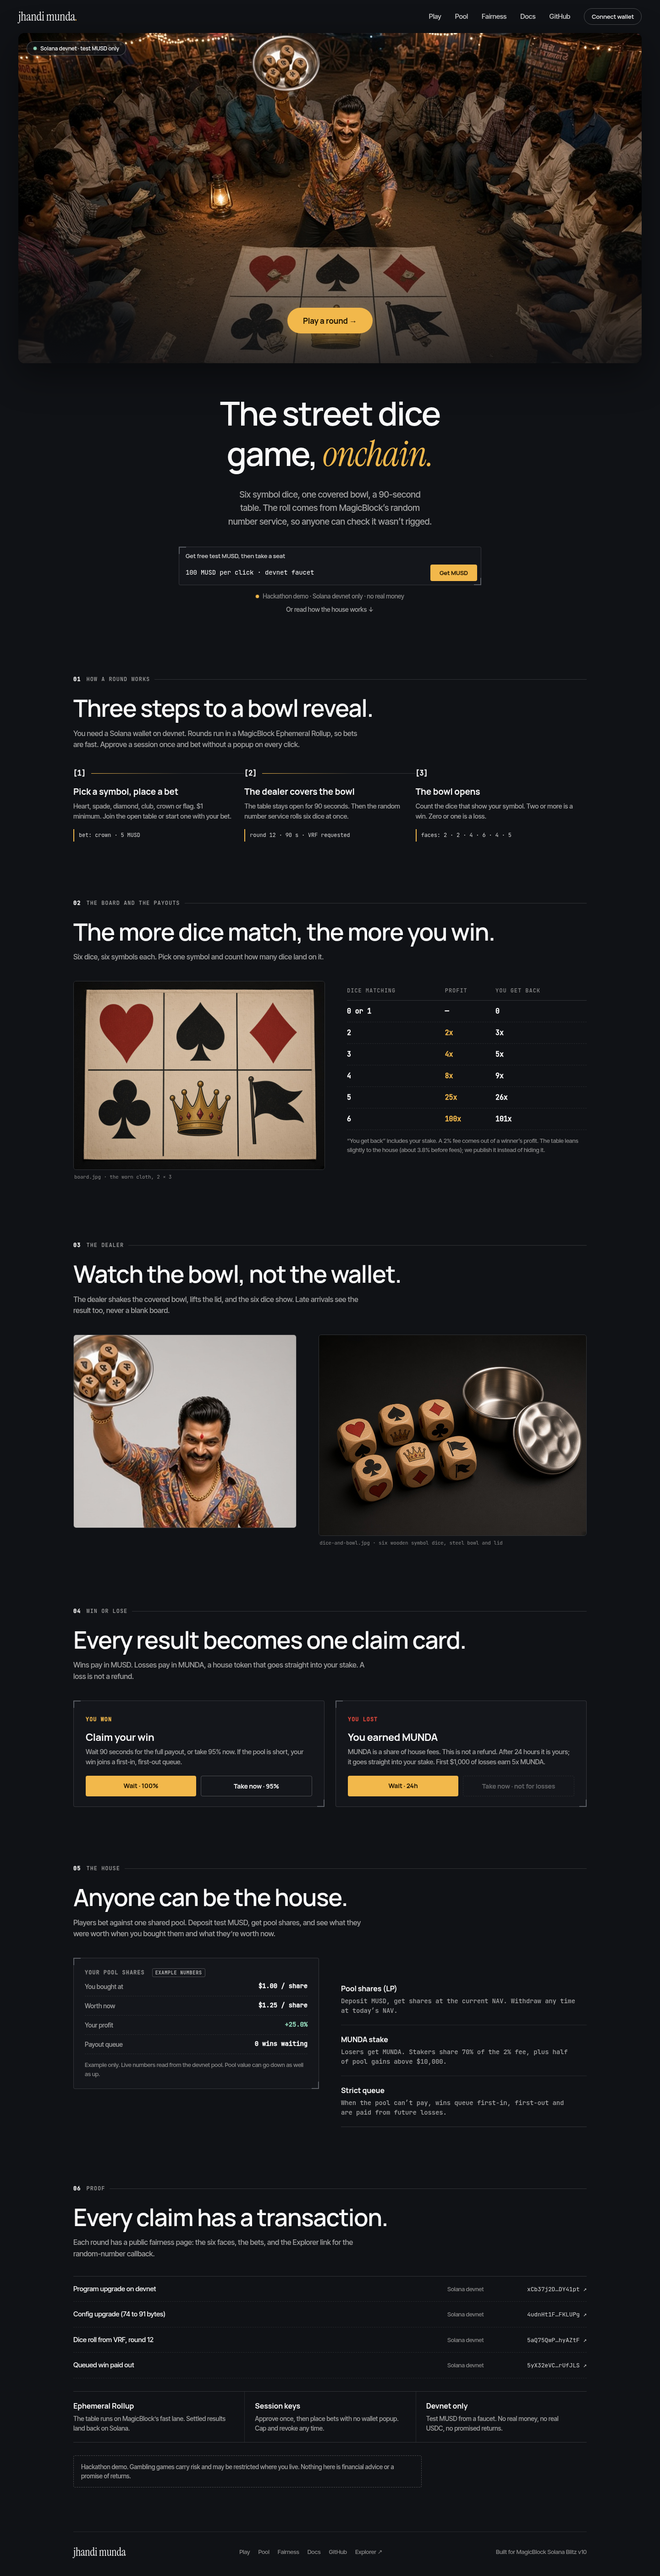 jhandi munda.
Play Pool Fairness Docs GitHub Connect wallet
Solana devnet · test MUSD only
Play a round →
The street dice
game, onchain.
Six symbol dice, one covered bowl, a 90-second
table. The roll comes from MagicBlock's random
number service, so anyone can check it wasn't rigged.
Get free test MUSD, then take a seat
100 MUSD per click · devnet faucet
Get MUSD
Hackathon demo · Solana devnet only · no real money
Or read how the house works ↓
01 HOW A ROUND WORKS
Three steps to a bowl reveal.
You need a Solana wallet on devnet. Rounds run in a MagicBlock Ephemeral Rollup, so bets
are fast. Approve a session once and bet without a popup on every click.
[1]
Pick a symbol, place a bet
Heart, spade, diamond, club, crown or flag. $1
minimum. Join the open table or start one with your bet.
bet: crown · 5 MUSD
[2]
The dealer covers the bowl
The table stays open for 90 seconds. Then the random
number service rolls six dice at once.
round 12 · 90 s · VRF requested
[3]
The bowl opens
Count the dice that show your symbol. Two or more is a
win. Zero or one is a loss.
faces: 2 · 2 · 4 · 6 · 4 · 5
02 THE BOARD AND THE PAYOUTS
The more dice match, the more you win.
Six dice, six symbols each. Pick one symbol and count how many dice land on it.
board.jpg · the warn cloth, 2 × 3
DICE MATCHING PROFIT YOU GET BACK
0 or 1 — 0
2 2x 3x
3 4x 5x
4 8x 9x
5 25x 26x
6 100x 101x
"You get back" includes your stake. A 2% fee comes out of a winner's profit. The table leans
slightly to the house (about 3.8% before fees); we publish it instead of hiding it.
03 THE DEALER
Watch the bowl, not the wallet.
The dealer shakes the covered bowl, lifts the lid, and the six dice show. Late arrivals see the
result too, never a blank board.
dice-and-bowl.jpg · six wooden symbol dice, steel bowl and lid
04 WIN OR LOSE
Every result becomes one claim card.
Wins pay in MUSD. Losses pay in MUNDA, a house token that goes straight into your stake. A
loss is not a refund.
YOU WON
Claim your win
Wait 90 seconds for the full payout, or take 95% now. If the pool is short, your
win joins a first-in, first-out queue.
Wait · 100% Take now · 95%
YOU LOST
You earned MUNDA
MUNDA is a share of house fees. This is not a refund. After 24 hours it is yours;
it goes straight into your stake. First $1,000 of losses earn 5x MUNDA.
Wait · 24h Take now · not for losses
05 THE HOUSE
Anyone can be the house.
Players bet against one shared pool. Deposit test MUSD, get pool shares, and see what they
were worth when you bought them and what they're worth now.
YOUR POOL SHARES EXAMPLE NUMBERS
You bought at $1.00 / share
Worth now $1.25 / share
Your profit +25.0%
Payout queue 0 wins waiting
Example only. Live numbers read from the devnet pool. Pool value can go down as well
as up.
Pool shares (LP)
Deposit MUSD, get shares at the current NAV. Withdraw any time
at today's NAV.
MUNDA stake
Losers get MUNDA. Stakers share 70% of the 2% fee, plus half
of pool gains above $10,000.
Strict queue
When the pool can't pay, wins queue first-in, first-out and
are paid from future losses.
06 PROOF
Every claim has a transaction.
Each round has a public fairness page: the six faces, the bets, and the Explorer link for the
random-number callback.
Program upgrade on devnet Solana devnet xCb37j2D…DY41pt ↗
Config upgrade (74 to 91 bytes) Solana devnet 4udnHt1F…FKLUPg ↗
Dice roll from VRF, round 12 Solana devnet 5aQ75QwP…hyAZtF ↗
Queued win paid out Solana devnet 5yX32eVC…rUfJLS ↗
Ephemeral Rollup
The table runs on MagicBlock's fast lane. Settled results
land back on Solana.
Session keys
Approve once, then place bets with no wallet popup.
Cap and revoke any time.
Devnet only
Test MUSD from a faucet. No real money, no real
USDC, no promised returns.
Hackathon demo. Gambling games carry risk and may be restricted where you live. Nothing here is financial advice or a
promise of returns.
jhandi munda
Play Pool Fairness Docs GitHub Explorer ↗
Built for MagicBlock Solana Blitz v10